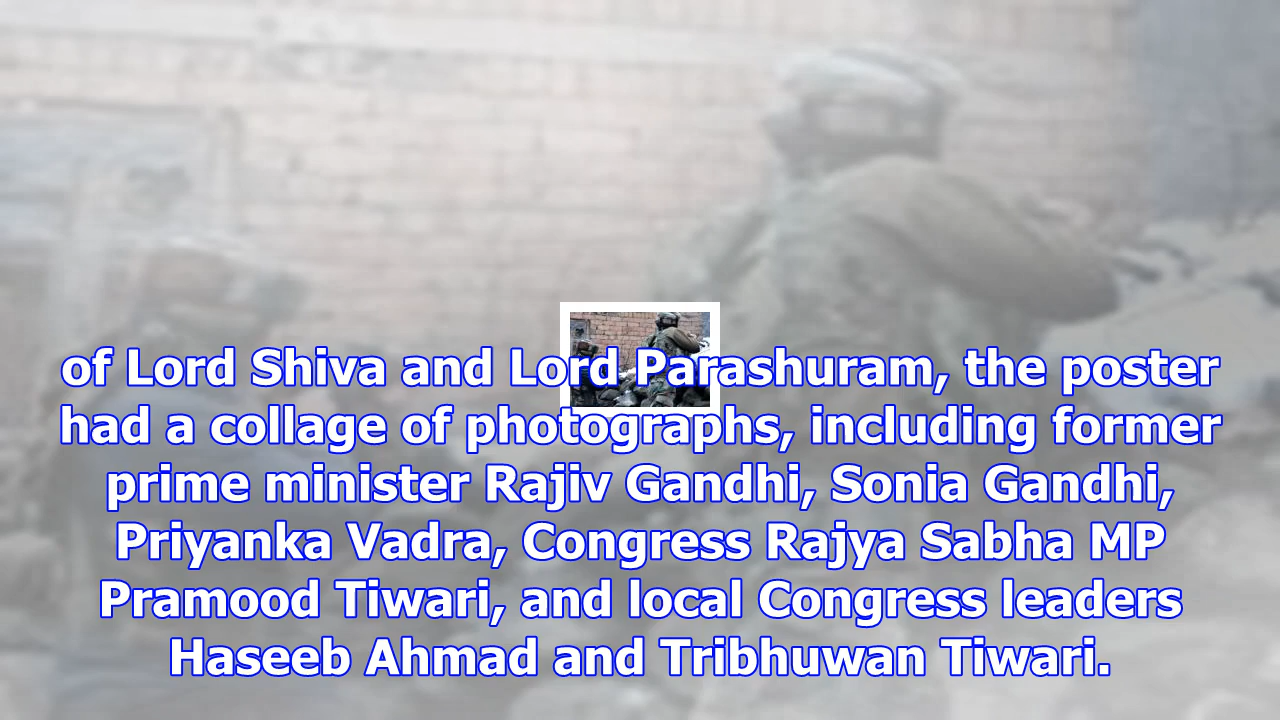 of Lord Shiva and Lord Parashuram, the poster
had a collage of photographs, including former
prime minister Rajiv Gandhi, Sonia Gandhi,
Priyanka Vadra, Congress Rajya Sabha MP
Pramood Tiwari, and local Congress leaders
Haseeb Ahmad and Tribhuwan Tiwari.